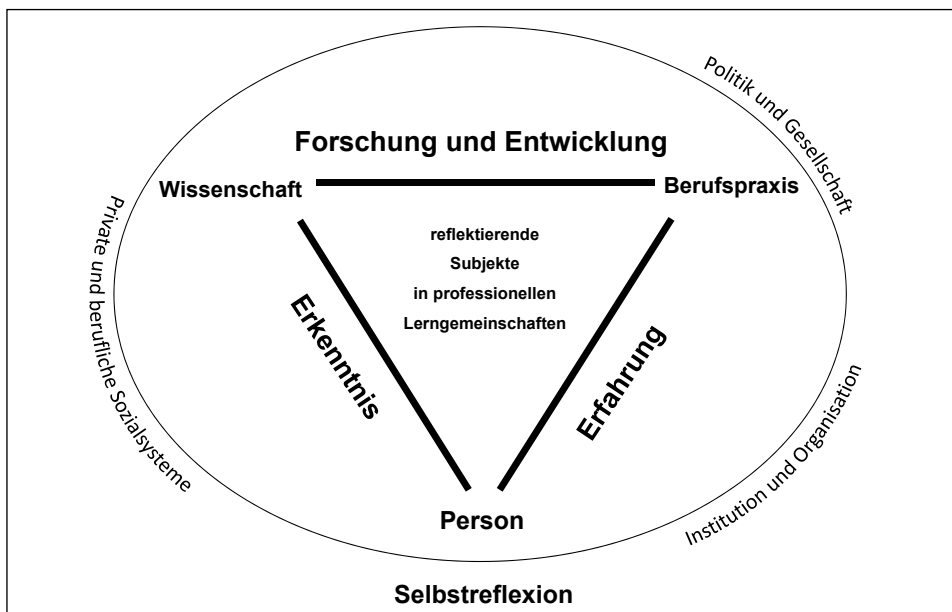 Politik und Gesellschaft
Forschung und Entwicklung
Wissenschaft
Berufspraxis
Private und berufliche Sozialsysteme
reflektierende
Subjekte
in professionellen
Lerngemeinschaften
Erkenntnis
Erfahrung
Institution und Organisation
Person
Selbstreflexion